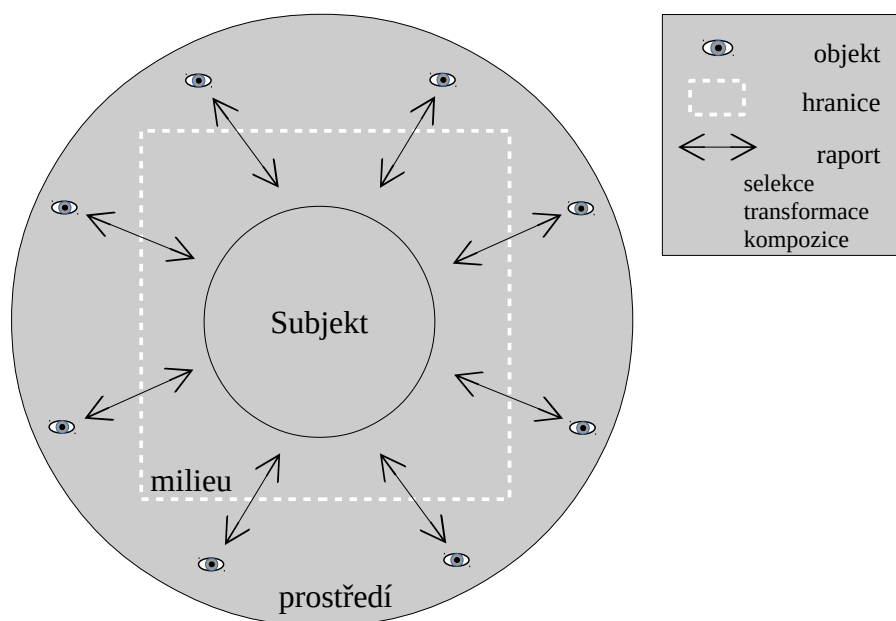 objekt
hranice
raport
selekce
transformace
kompozice
Subjekt
milieu
prostředí